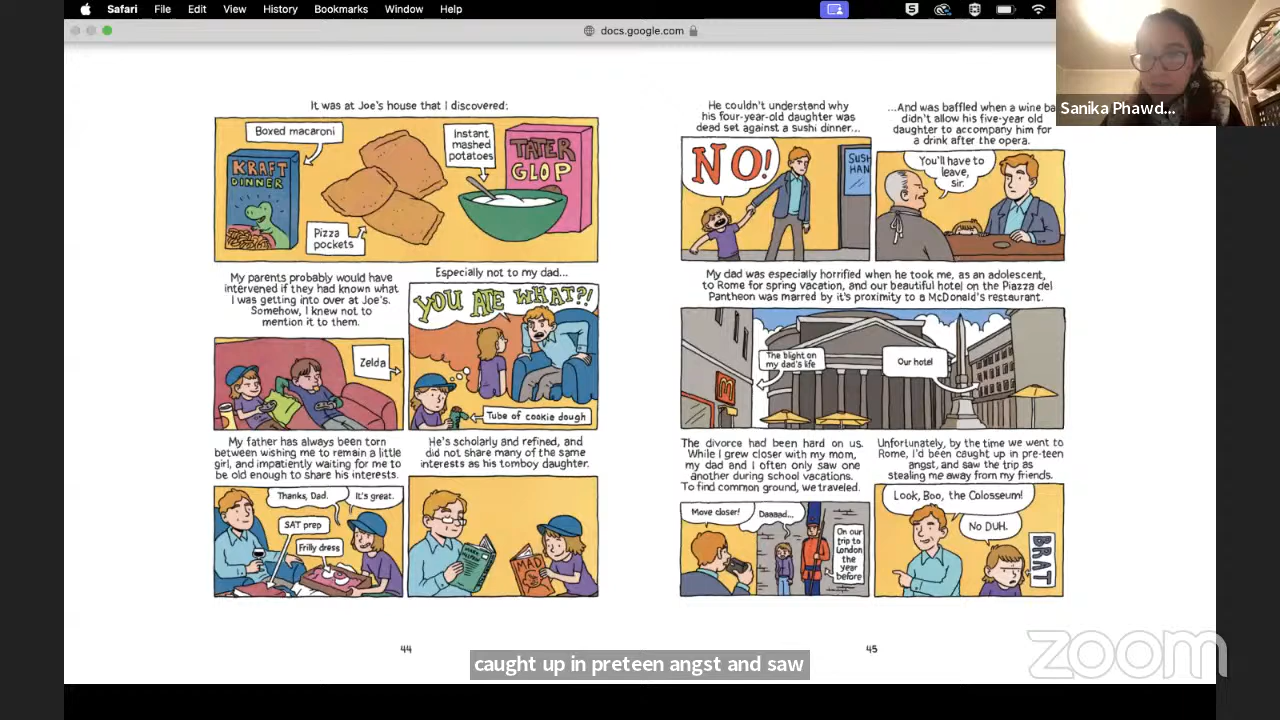 Safari File Edit View History Bookmarks Window Help
docs.google.com
Sanika Phawd...
It was at Joe's house that I discovered:
Boxed macaroni
KRAFT
DINNER
Pizza
pockets
Instant
mashed
potatoes
TATER
GLOP
My parents probably would have
intervened if they had known what
I was getting into over at Joe's.
Somehow, I knew not to
mention it to them.
Zelda
Especially not to my dad...
YOU ATE WHAT?!
Tube of cookie dough
My father has always been torn
between wishing me to remain a little
girl, and impatiently waiting for me to
be old enough to share his interests.
Thanks, Dad.
It's great.
SAT prep
Frilly dress
He's scholarly and refined, and
did not share many of the same
interests as his tomboy daughter.
MAD
44
He couldn't understand why
his four-year-old daughter was
dead set against a sushi dinner...
NO!
SUSH
HAN
...And was baffled when a wine ba
didn't allow his five-year old
daughter to accompany him for
a drink after the opera.
You'll have to
leave,
sir.
My dad was especially horrified when he took me, as an adolescent,
to Rome for spring vacation, and our beautiful hotel on the Piazza del
Pantheon was marred by it's proximity to a McDonald's restaurant.
The blight on
my dad's life
Our hotel
The divorce had been hard on us.
While I grew closer with my mom,
my dad and I often only saw one
another during school vacations.
To find common ground, we traveled.
Move closer!
Daaaad...
On our
trip to
London
the
year
before
Unfortunately, by the time we went to
Rome, I'd been caught up in pre-teen
angst, and saw the trip as
stealing me away from my friends.
Look, Boo, the Colosseum!
No DUH.
BRAT
45
caught up in preteen angst and saw
zoom